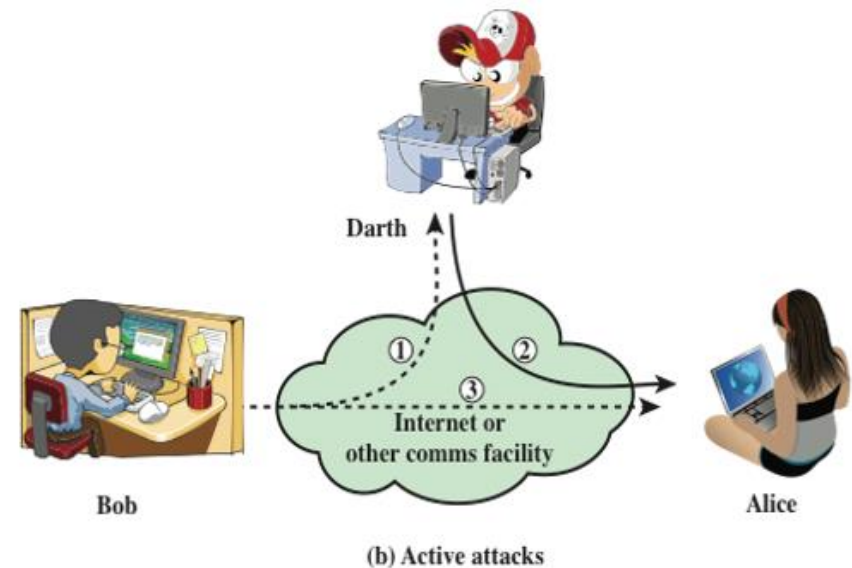 Darth
①
②
③
Internet or
other comms facility
Bob
Alice
(b) Active attacks